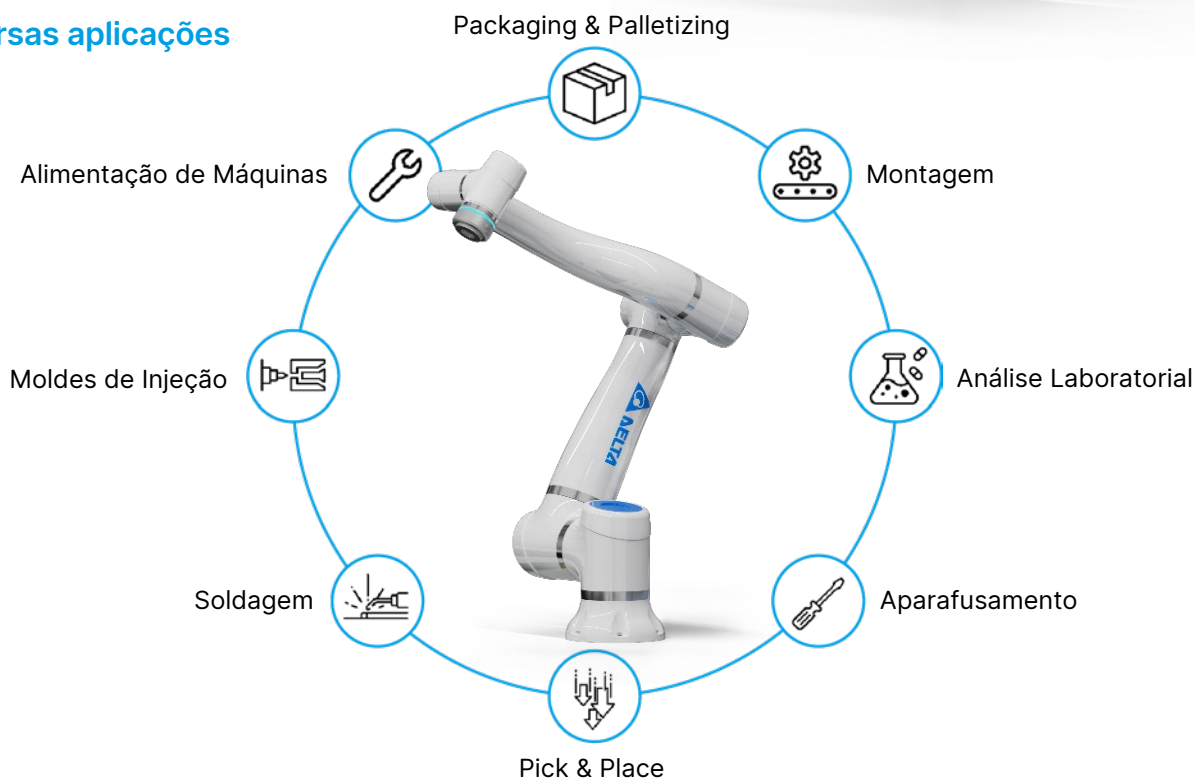 rsas aplicações
Packaging & Palletizing
Alimentação de Máquinas
Montagem
Moldes de Injeção
Análise Laboratorial
DELTA
Soldagem
Aparafusamento
Pick & Place